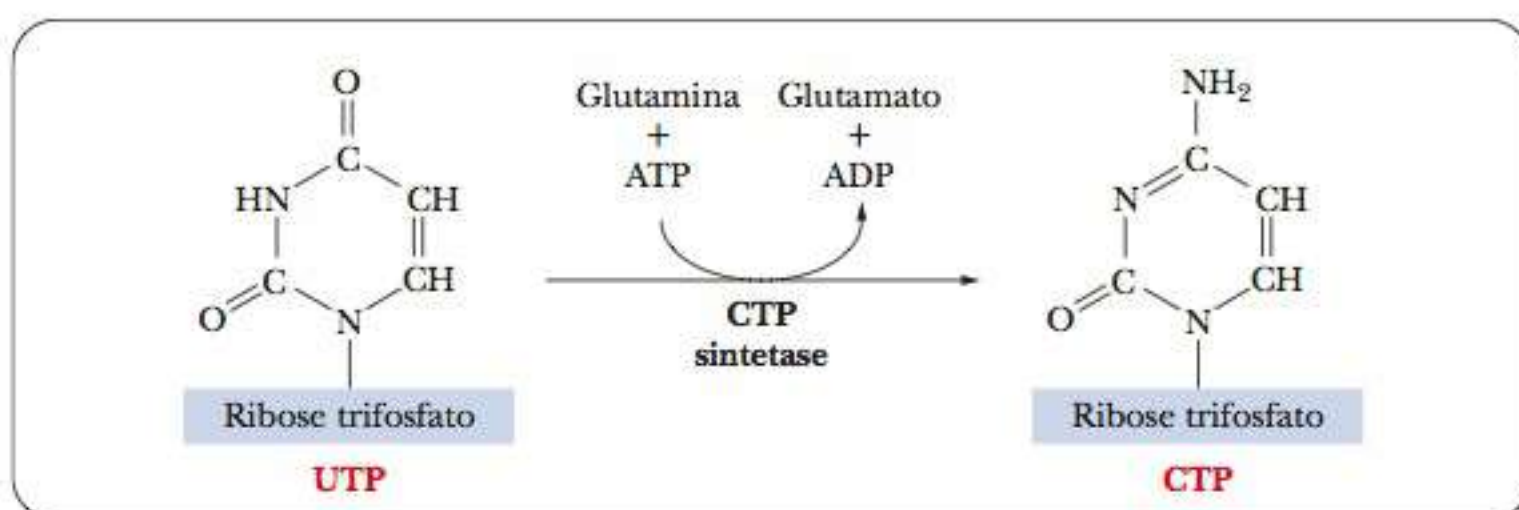 O
NH₂
Glutamina
Glutamato
+
+
ATP
ADP
C
C
HN
CH
N
CH
C
CH
C
CH
O
N
O
N
CTP
sintetase
Ribose trifosfato
Ribose trifosfato
UTP
CTP